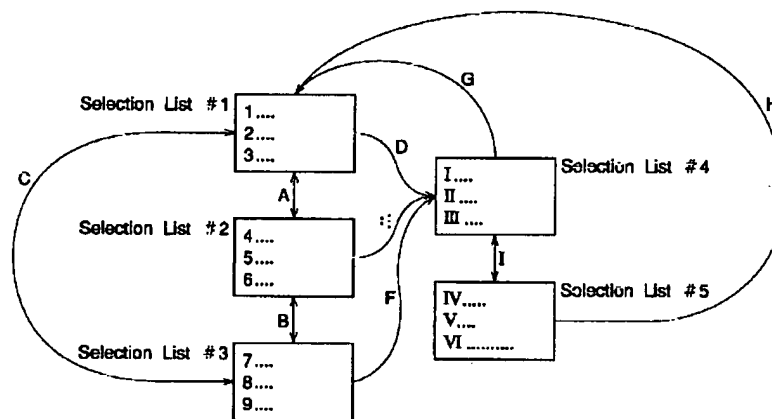 G
H
Selection List #1
1....
2....
3....
D
C
Selection List #4
I....
II....
III....
A
Selection List #2
4....
5....
6....
I
F
Selection List #5
IV.....
V....
VI..........
B
Selection List #3
7....
8....
9....